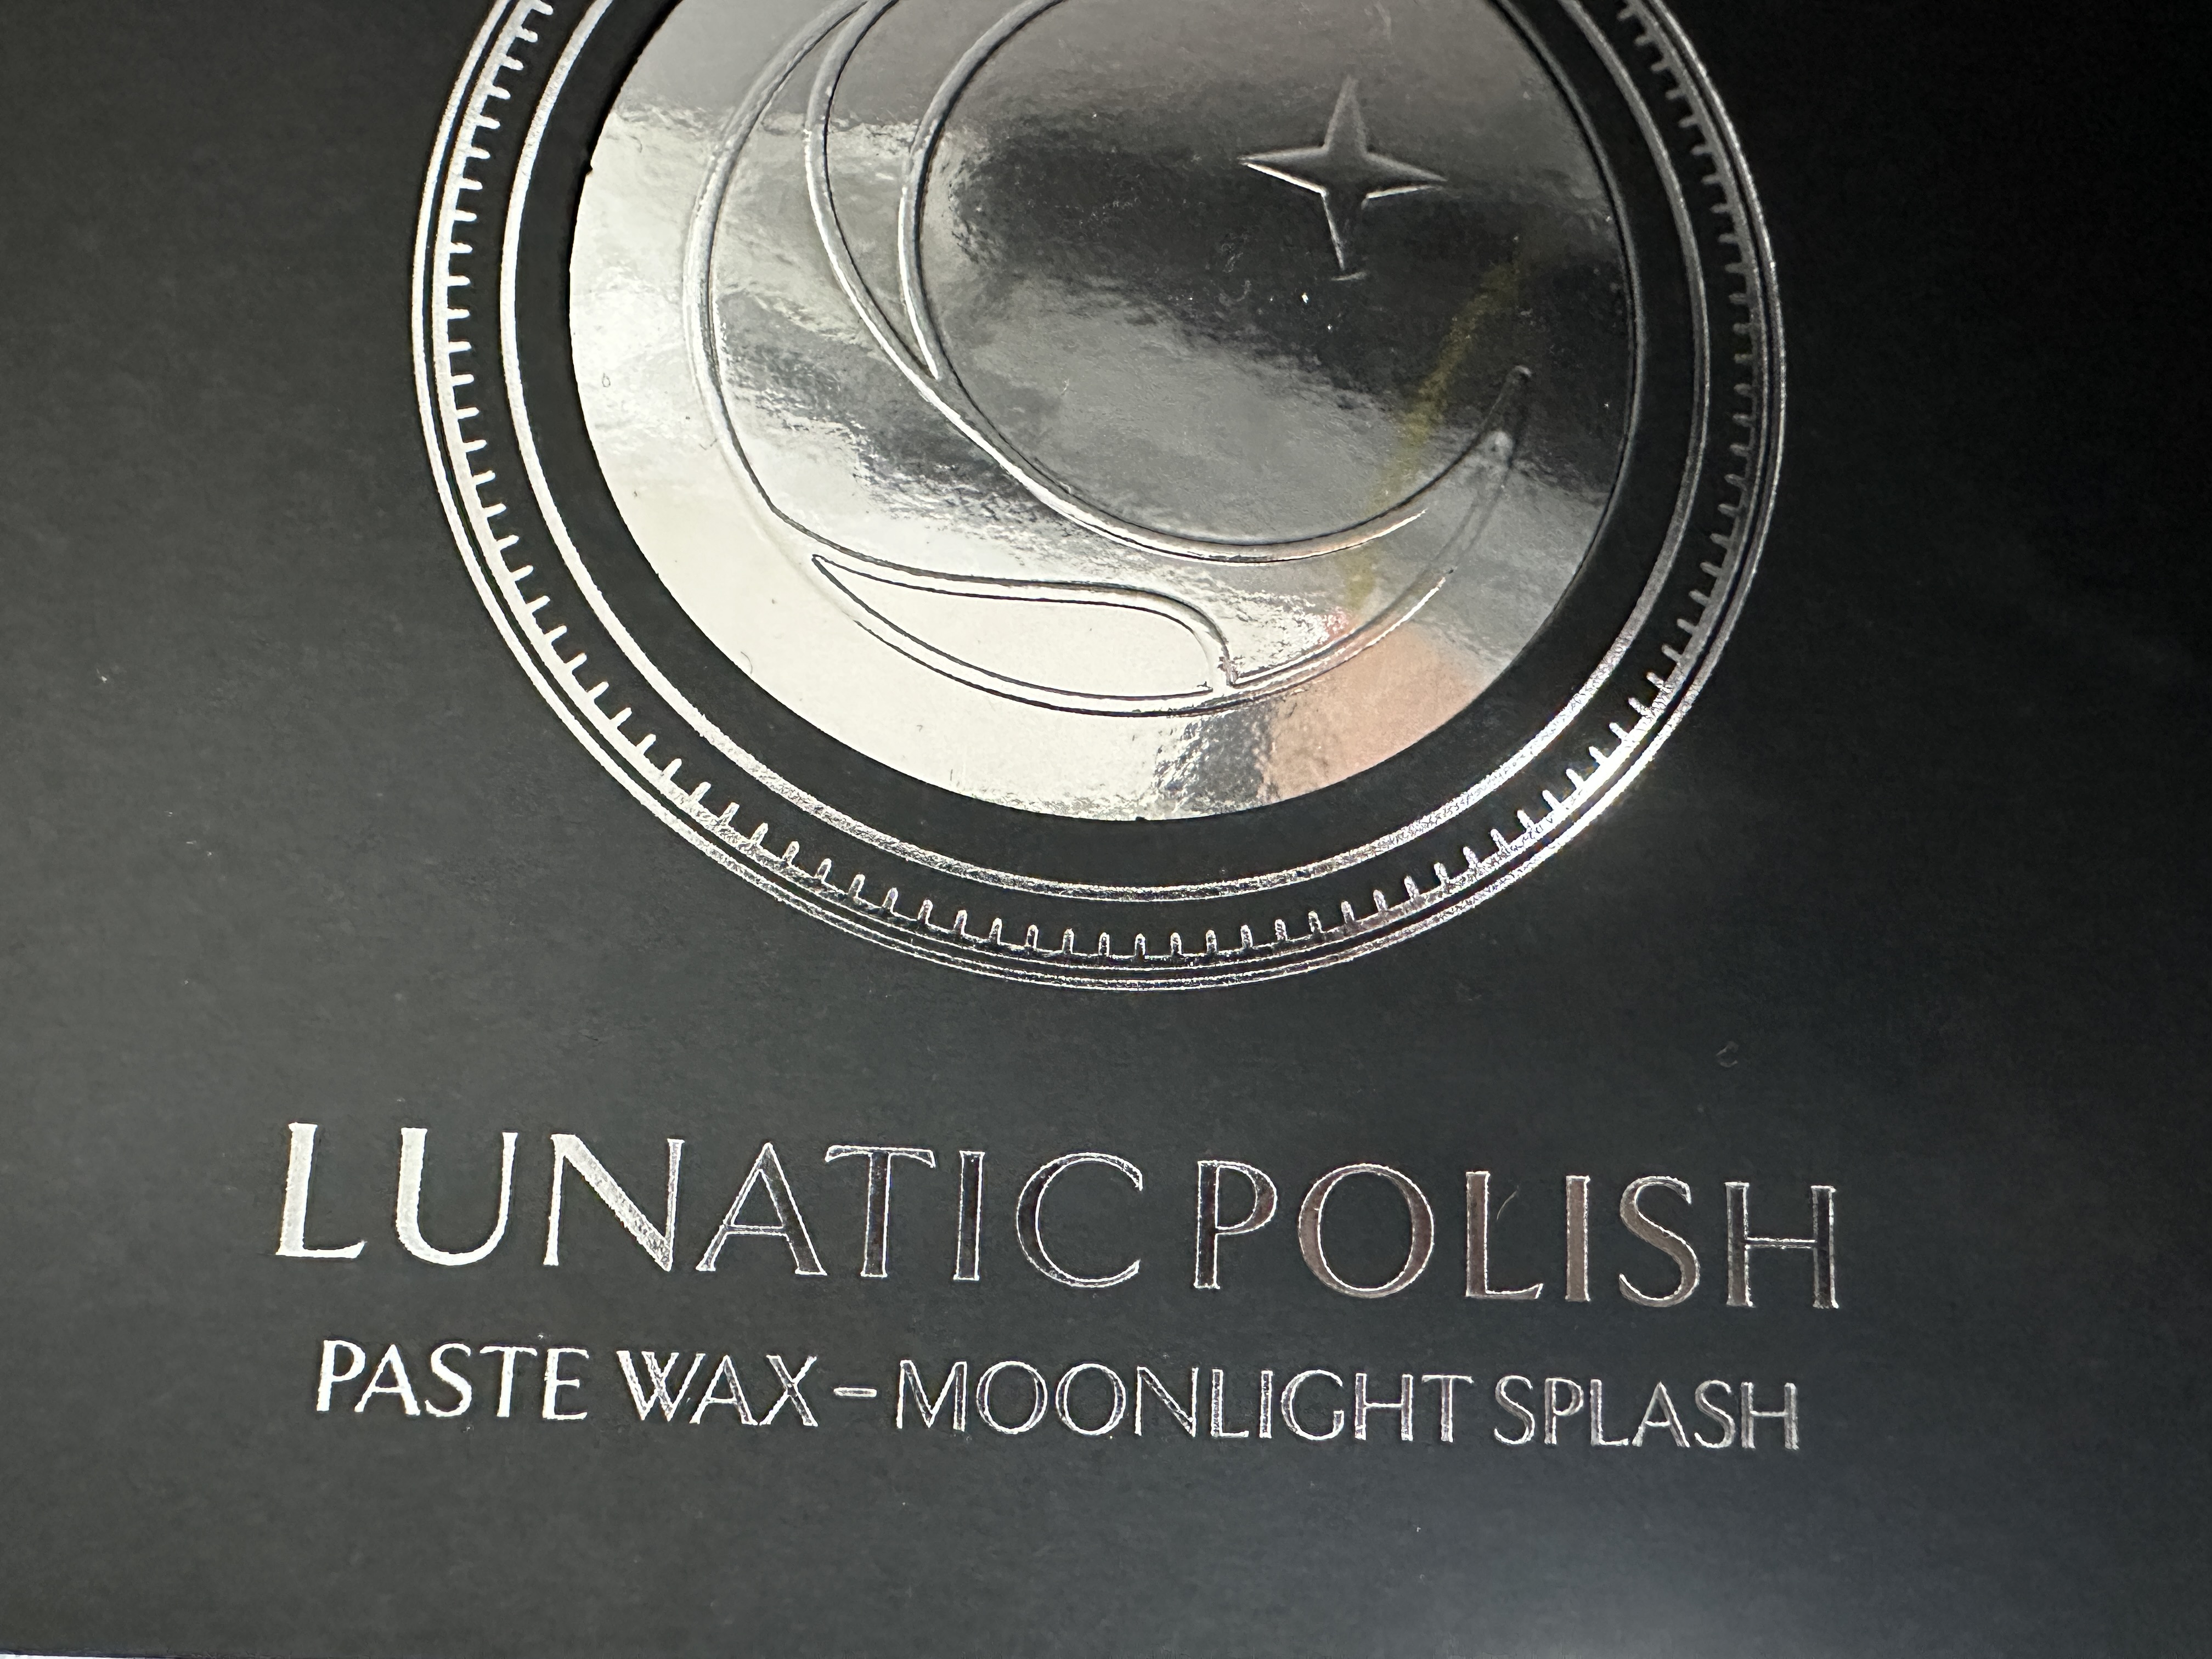 LUNATIC POLISH
PASTE WAX-MOONLIGHT SPLASH